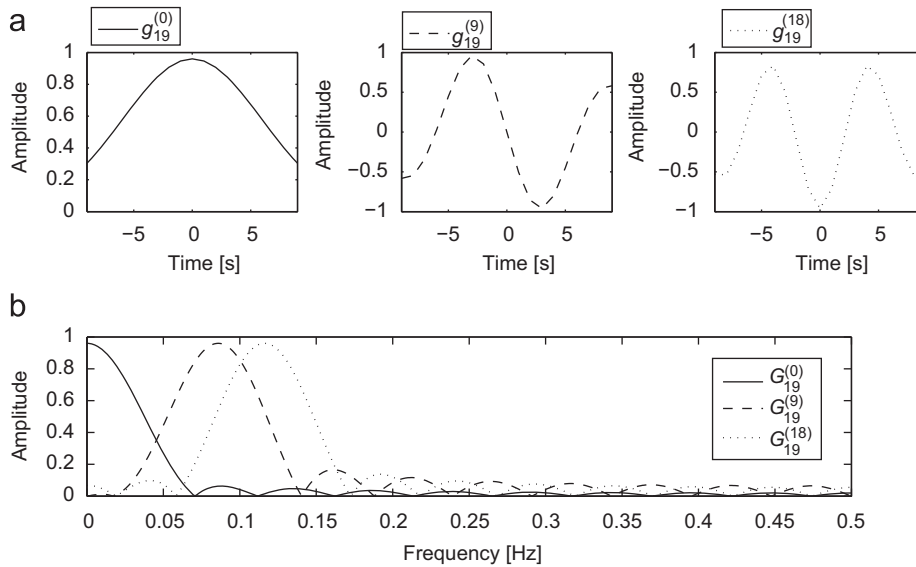 a
g19(0)
g19(9)
g19(18)
Amplitude
1
0.8
0.6
0.4
0.2
0
−5
0
5
Time [s]
Amplitude
1
0.5
0
−0.5
−1
−5
0
5
Time [s]
Amplitude
1
0.5
0
−0.5
−1
−5
0
5
Time [s]
b
Amplitude
1
0.8
0.6
0.4
0.2
0
G19(0)
G19(9)
G19(18)
0 0.05 0.1 0.15 0.2 0.25 0.3 0.35 0.4 0.45 0.5
Frequency [Hz]